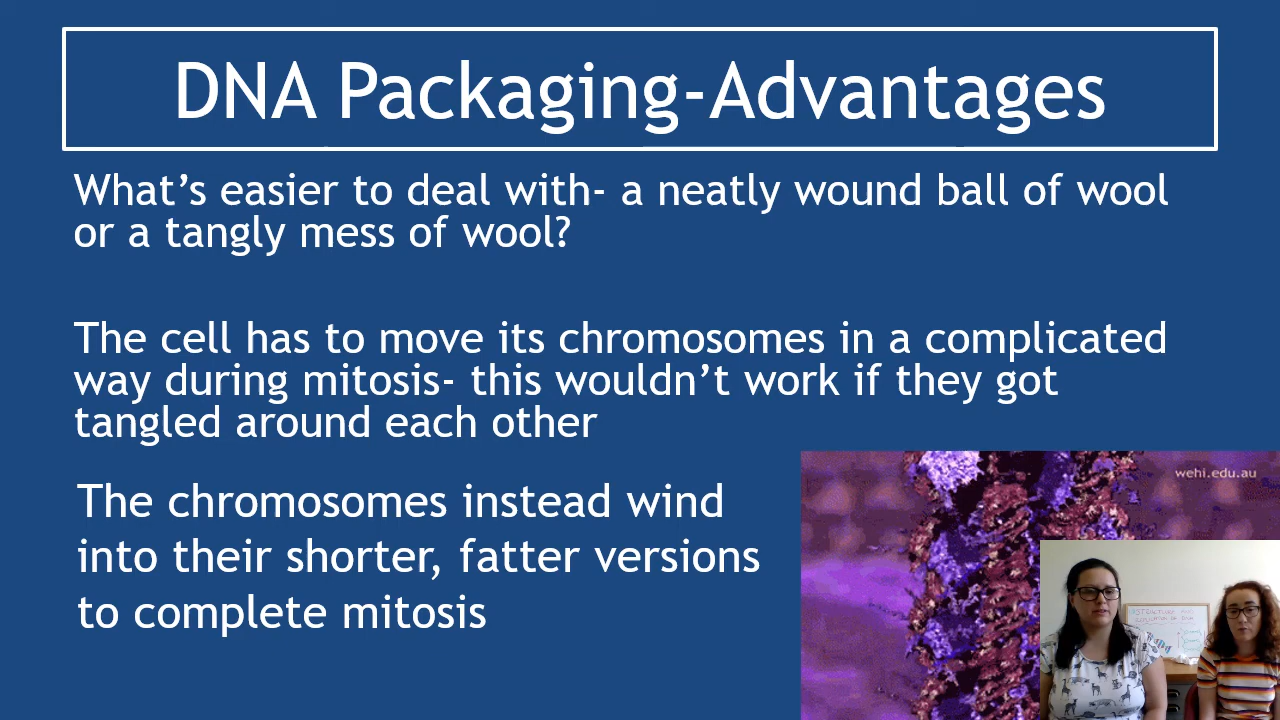 DNA Packaging-Advantages
What’s easier to deal with- a neatly wound ball of wool
or a tangly mess of wool?
The cell has to move its chromosomes in a complicated
way during mitosis- this wouldn’t work if they got
tangled around each other
The chromosomes instead wind
into their shorter, fatter versions
to complete mitosis
wehi.edu.au